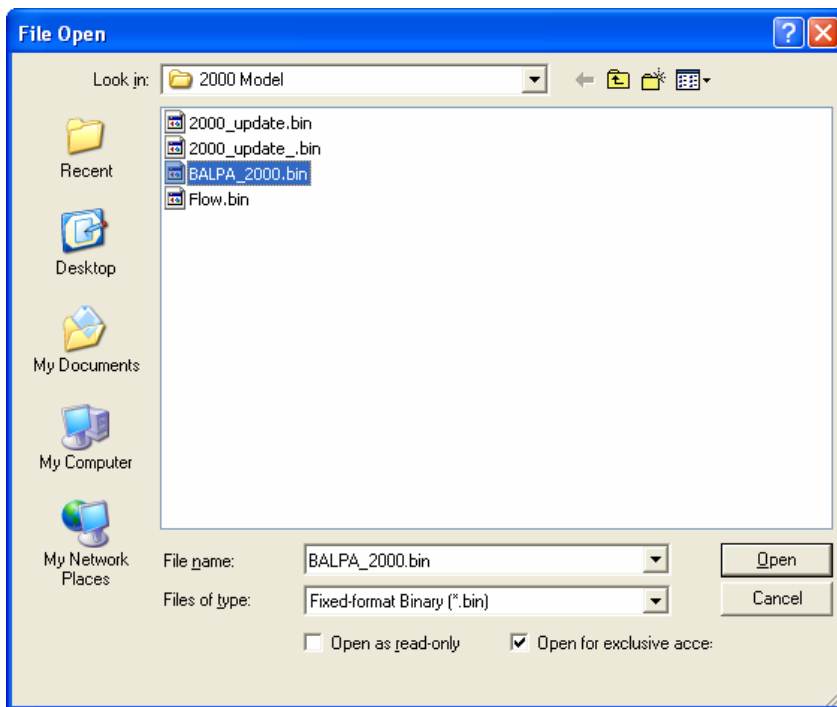 File Open
Look in: 2000 Model
2000_update.bin
2000_update_.bin
BALPA_2000.bin
Flow.bin
Recent
Desktop
My Documents
My Computer
My Network
Places
File name: BALPA_2000.bin Open
Files of type: Fixed-format Binary (*.bin) Cancel
Open as read-only Open for exclusive acce